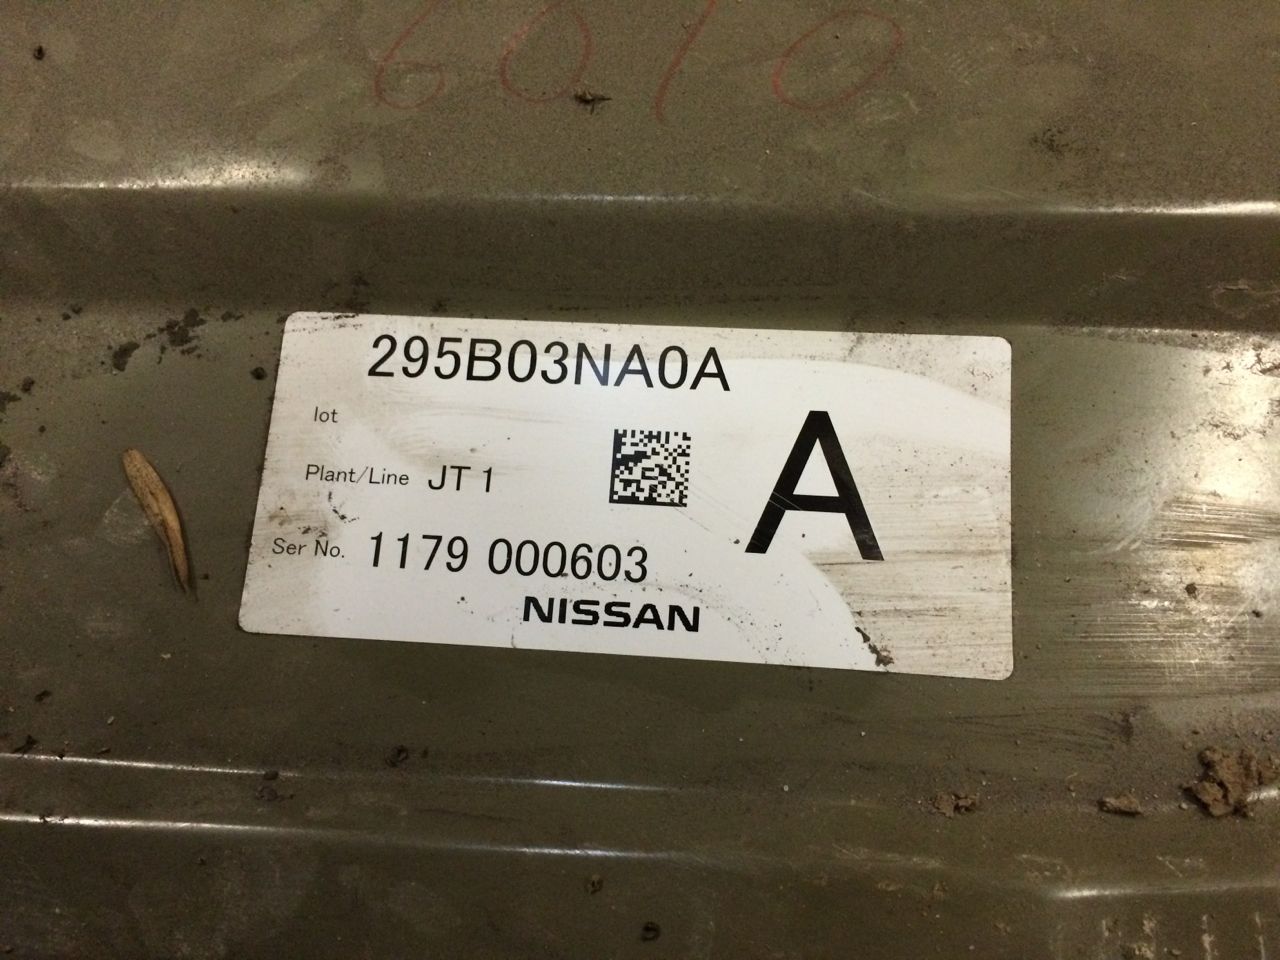 6010
295B03NA0A
lot
A
Plant/Line JT 1
Ser No. 1179 000603
NISSAN